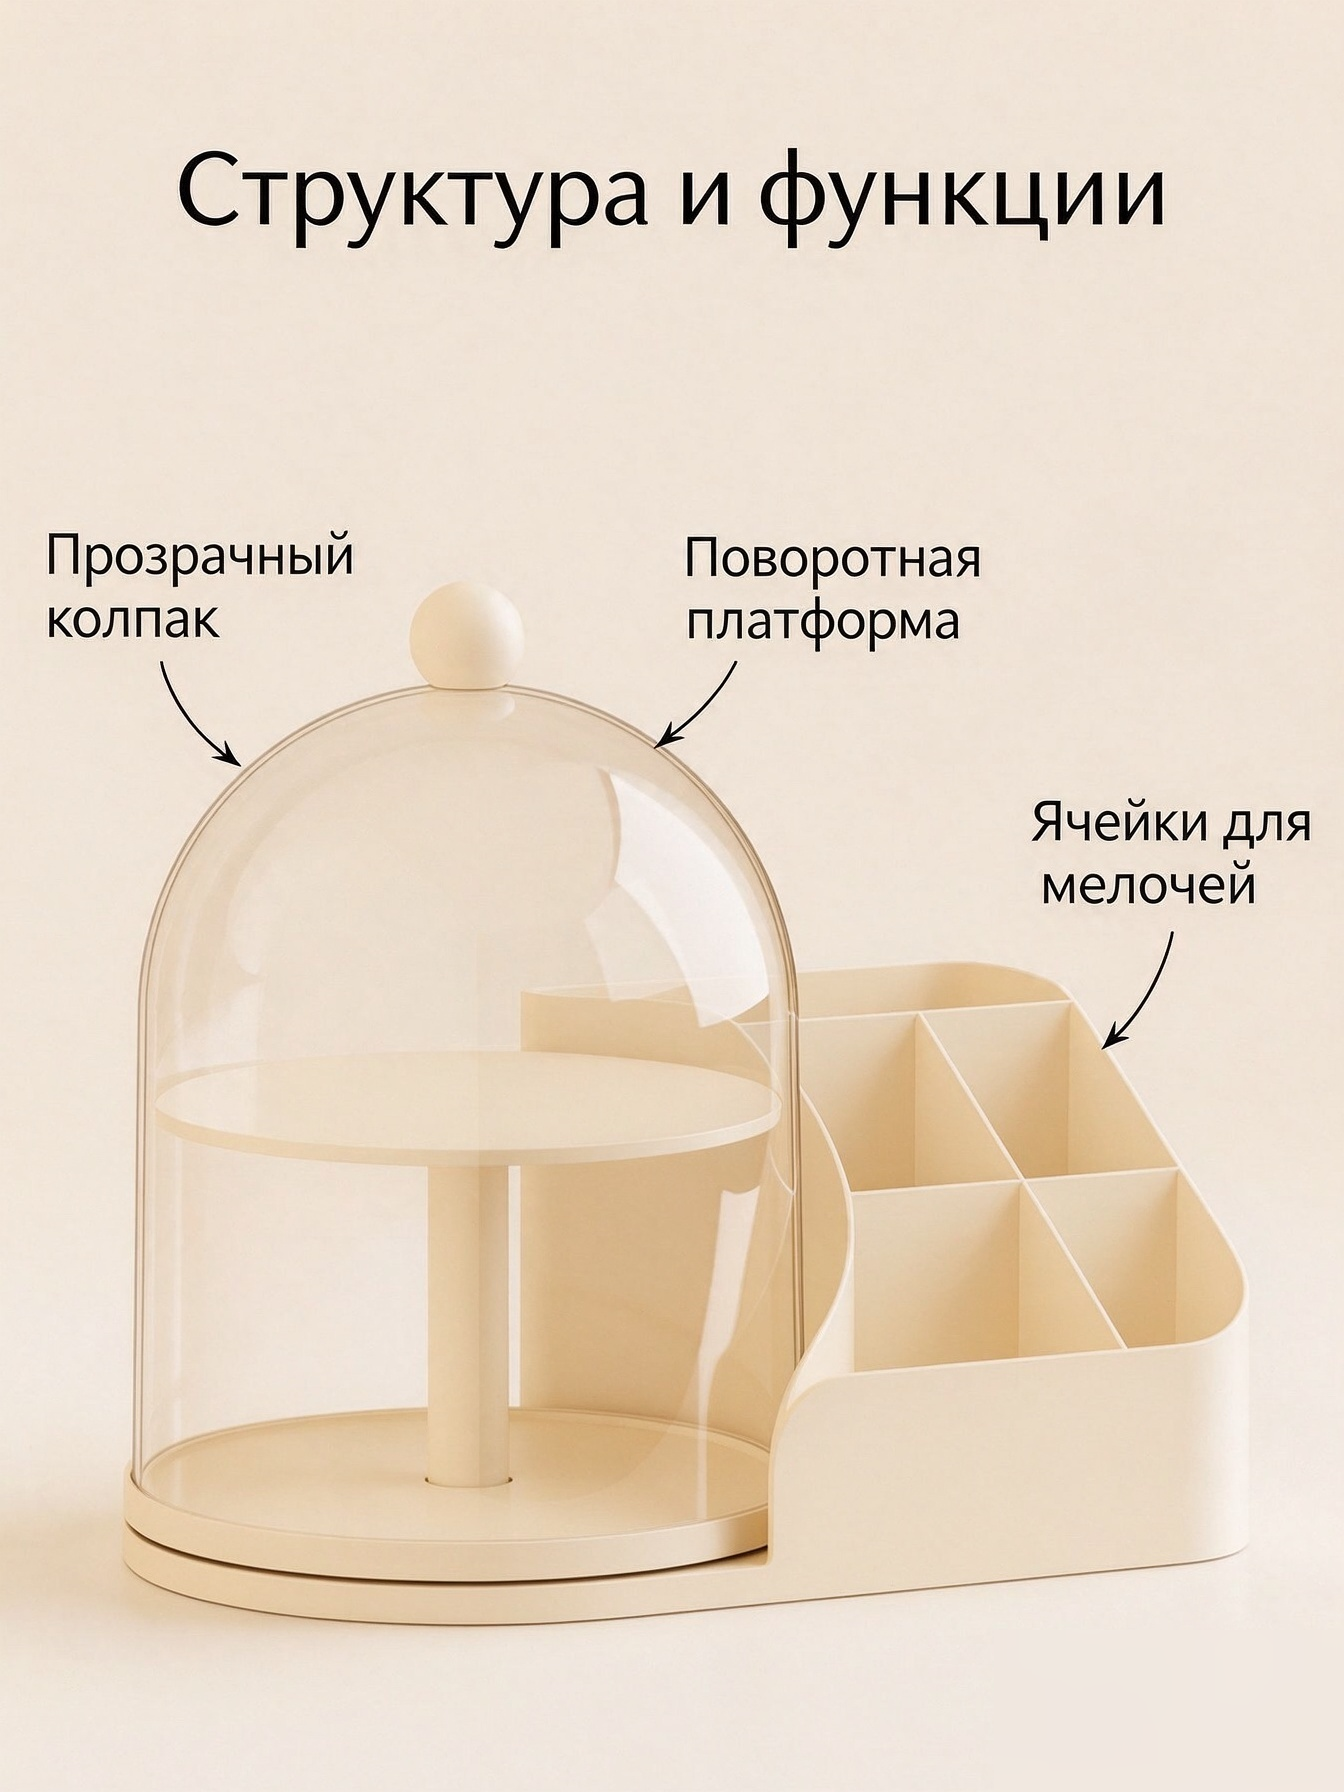 Структура и функции
Прозрачный
колпак
Поворотная
платформа
Ячейки для
мелочей